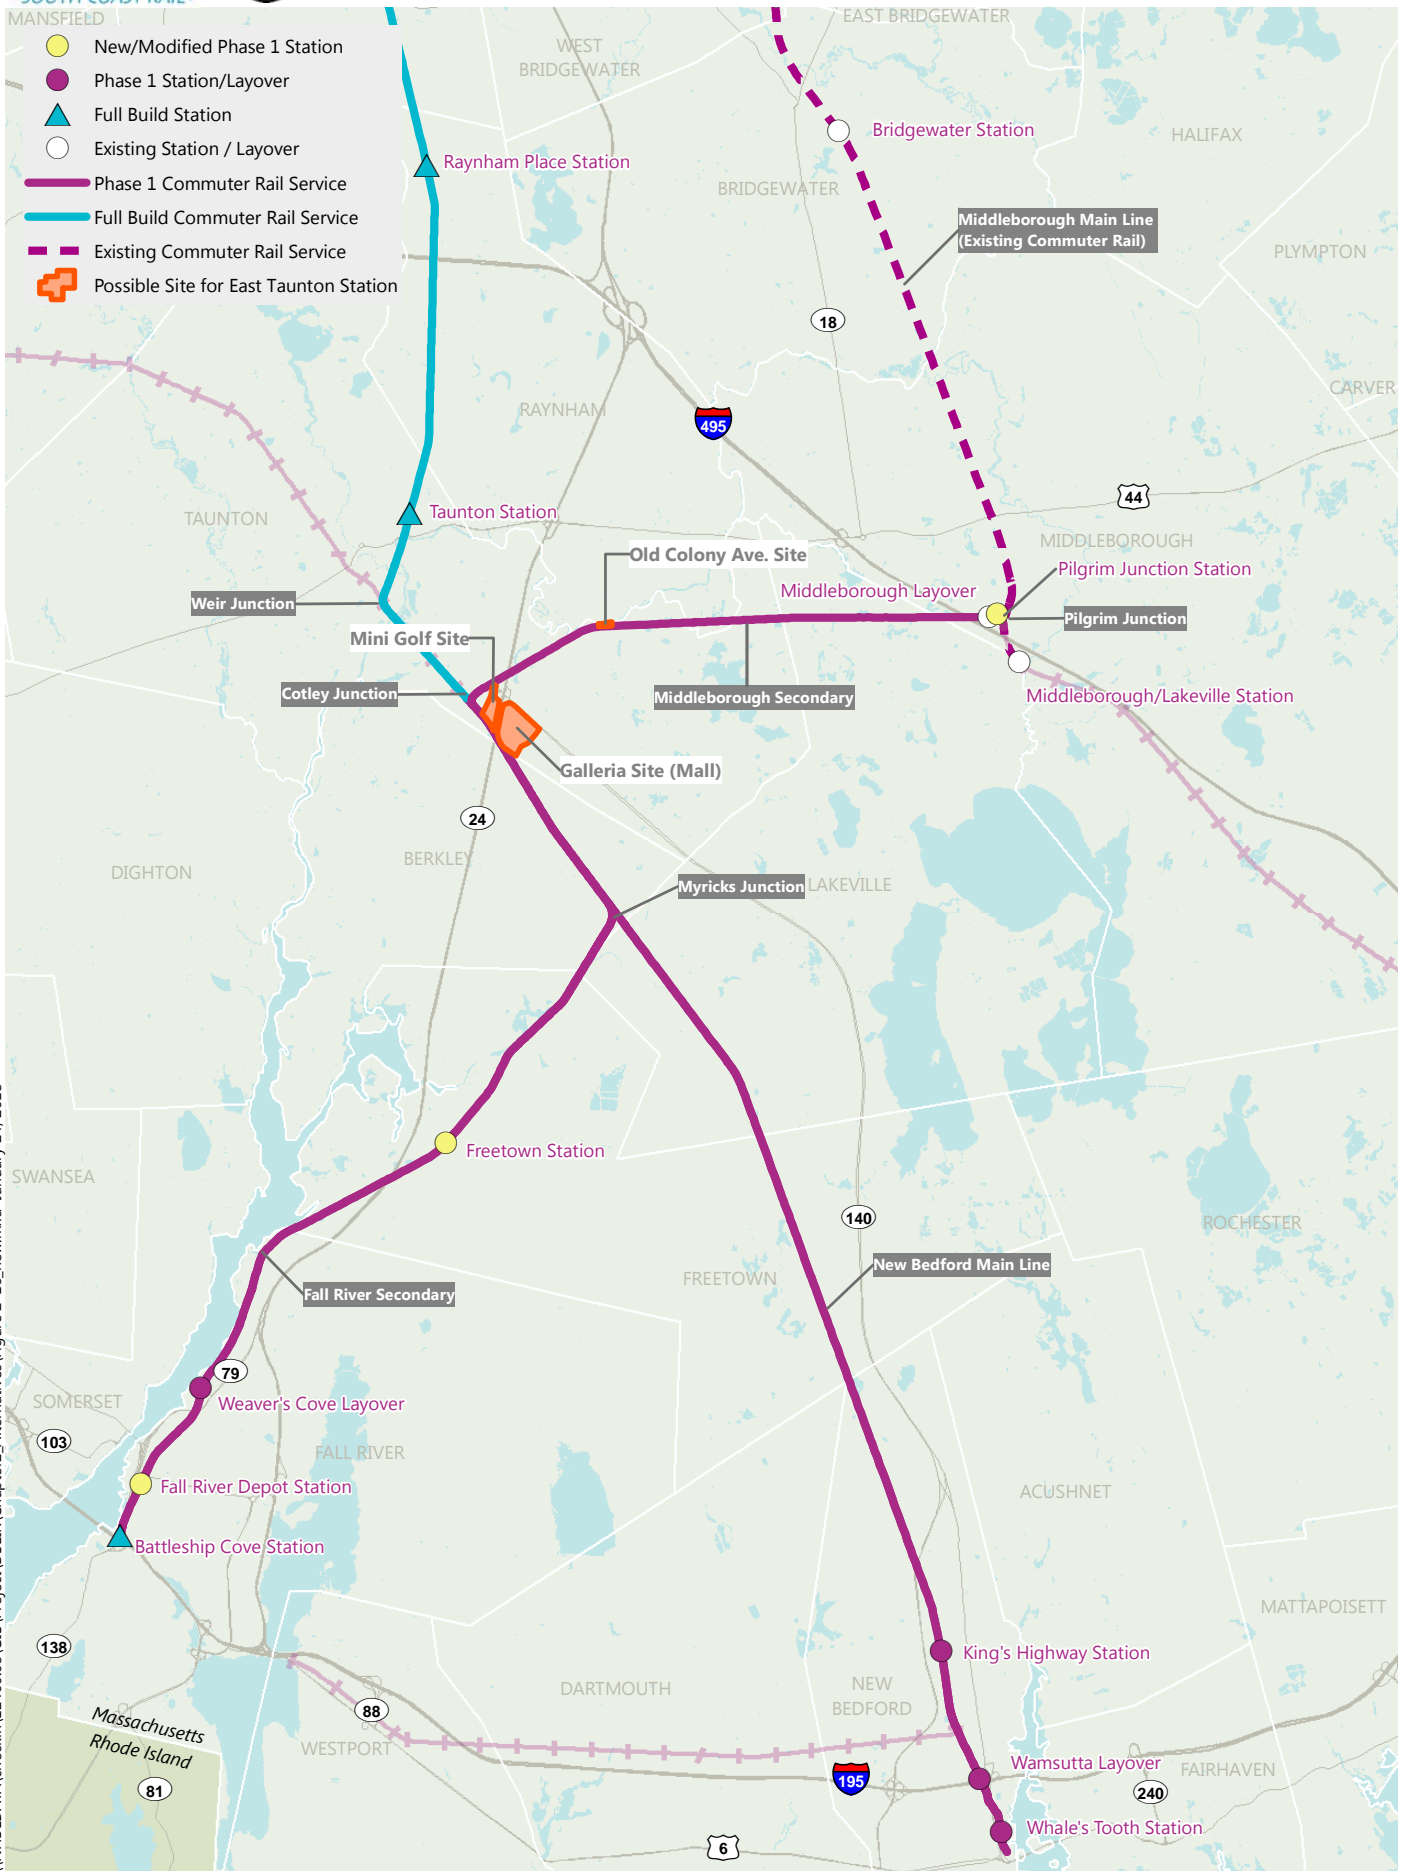 SOUTH COAST RAIL
MANSFIELD
EAST BRIDGEWATER
New/Modified Phase 1 Station
Phase 1 Station/Layover
Full Build Station
Existing Station / Layover
Phase 1 Commuter Rail Service
Full Build Commuter Rail Service
Existing Commuter Rail Service
Possible Site for East Taunton Station
WEST
BRIDGEWATER
Bridgewater Station
HALIFAX
Raynham Place Station
BRIDGEWATER
Middleborough Main Line
(Existing Commuter Rail)
PLYMPTON
18
CARVER
RAYNHAM
495
44
TAUNTON
Taunton Station
MIDDLEBOROUGH
Old Colony Ave. Site
Pilgrim Junction Station
Middleborough Layover
Weir Junction
Pilgrim Junction
Mini Golf Site
Cotley Junction
Middleborough Secondary
Middleborough/Lakeville Station
Galleria Site (Mall)
24
BERKLEY
DIGHTON
Myricks Junction
LAKEVILLE
Freetown Station
SWANSEA
140
ROCHESTER
New Bedford Main Line
FREETOWN
Fall River Secondary
79
SOMERSET
Weaver's Cove Layover
103
FALL RIVER
Fall River Depot Station
ACUSHNET
Battleship Cove Station
MATTAPOISETT
138
King's Highway Station
DARTMOUTH
NEW
BEDFORD
88
Massachusetts
Rhode Island
WESTPORT
Wamsutta Layover
FAIRHAVEN
195
81
240
Whale's Tooth Station
6